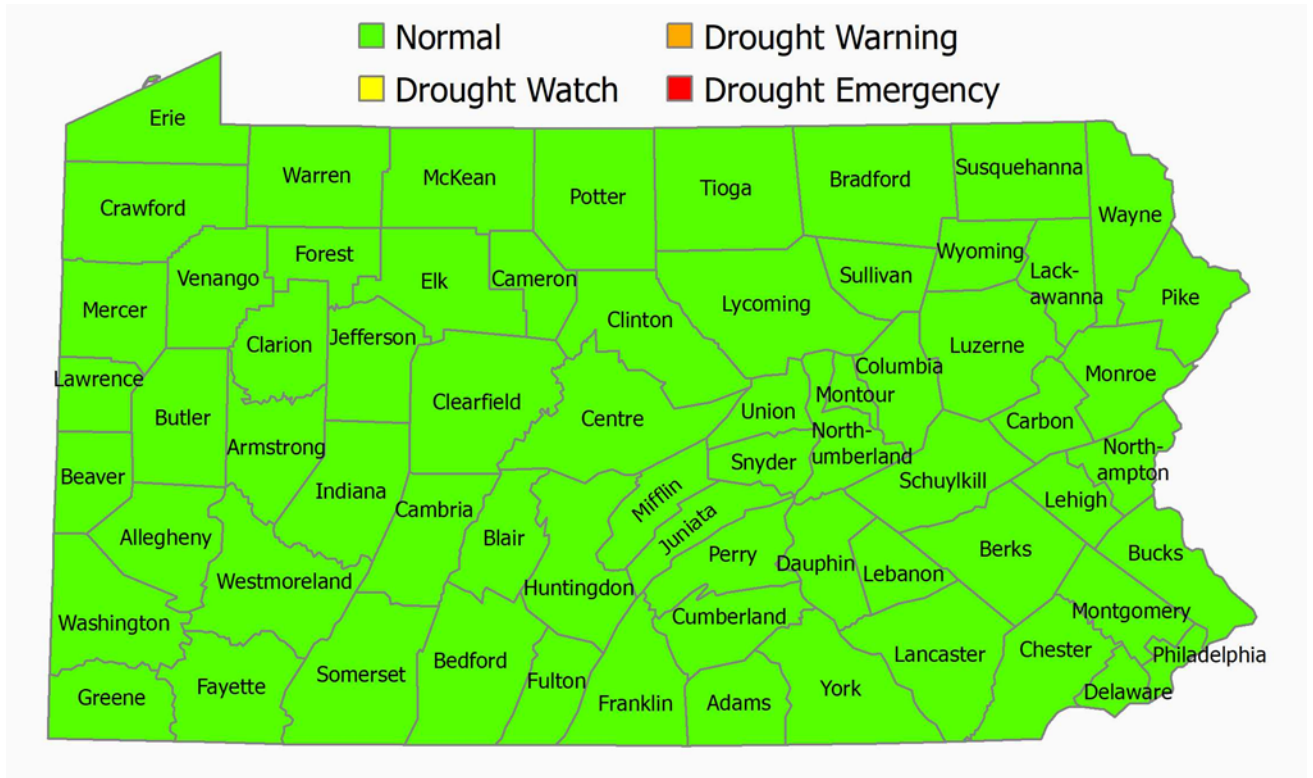 Normal
Drought Warning
Drought Watch
Drought Emergency
Erie
Warren
McKean
Potter
Tioga
Bradford
Susquehanna
Wayne
Crawford
Venango
Forest
Elk
Cameron
Clinton
Lycoming
Sullivan
Wyoming
Lack-
awanna
Pike
Mercer
Clarion
Jefferson
Luzerne
Columbia
Montour
Monroe
Lawrence
Butler
Clearfield
Centre
Union
North-
umberland
Carbon
North-
ampton
Beaver
Armstrong
Indiana
Cambria
Snyder
Mifflin
Juniata
Schuylkill
Lehigh
Allegheny
Westmoreland
Blair
Huntingdon
Perry
Dauphin
Lebanon
Berks
Bucks
Washington
Cumberland
Montgomery
Greene
Fayette
Somerset
Bedford
Fulton
Franklin
Adams
York
Lancaster
Chester
Philadelphia
Delaware